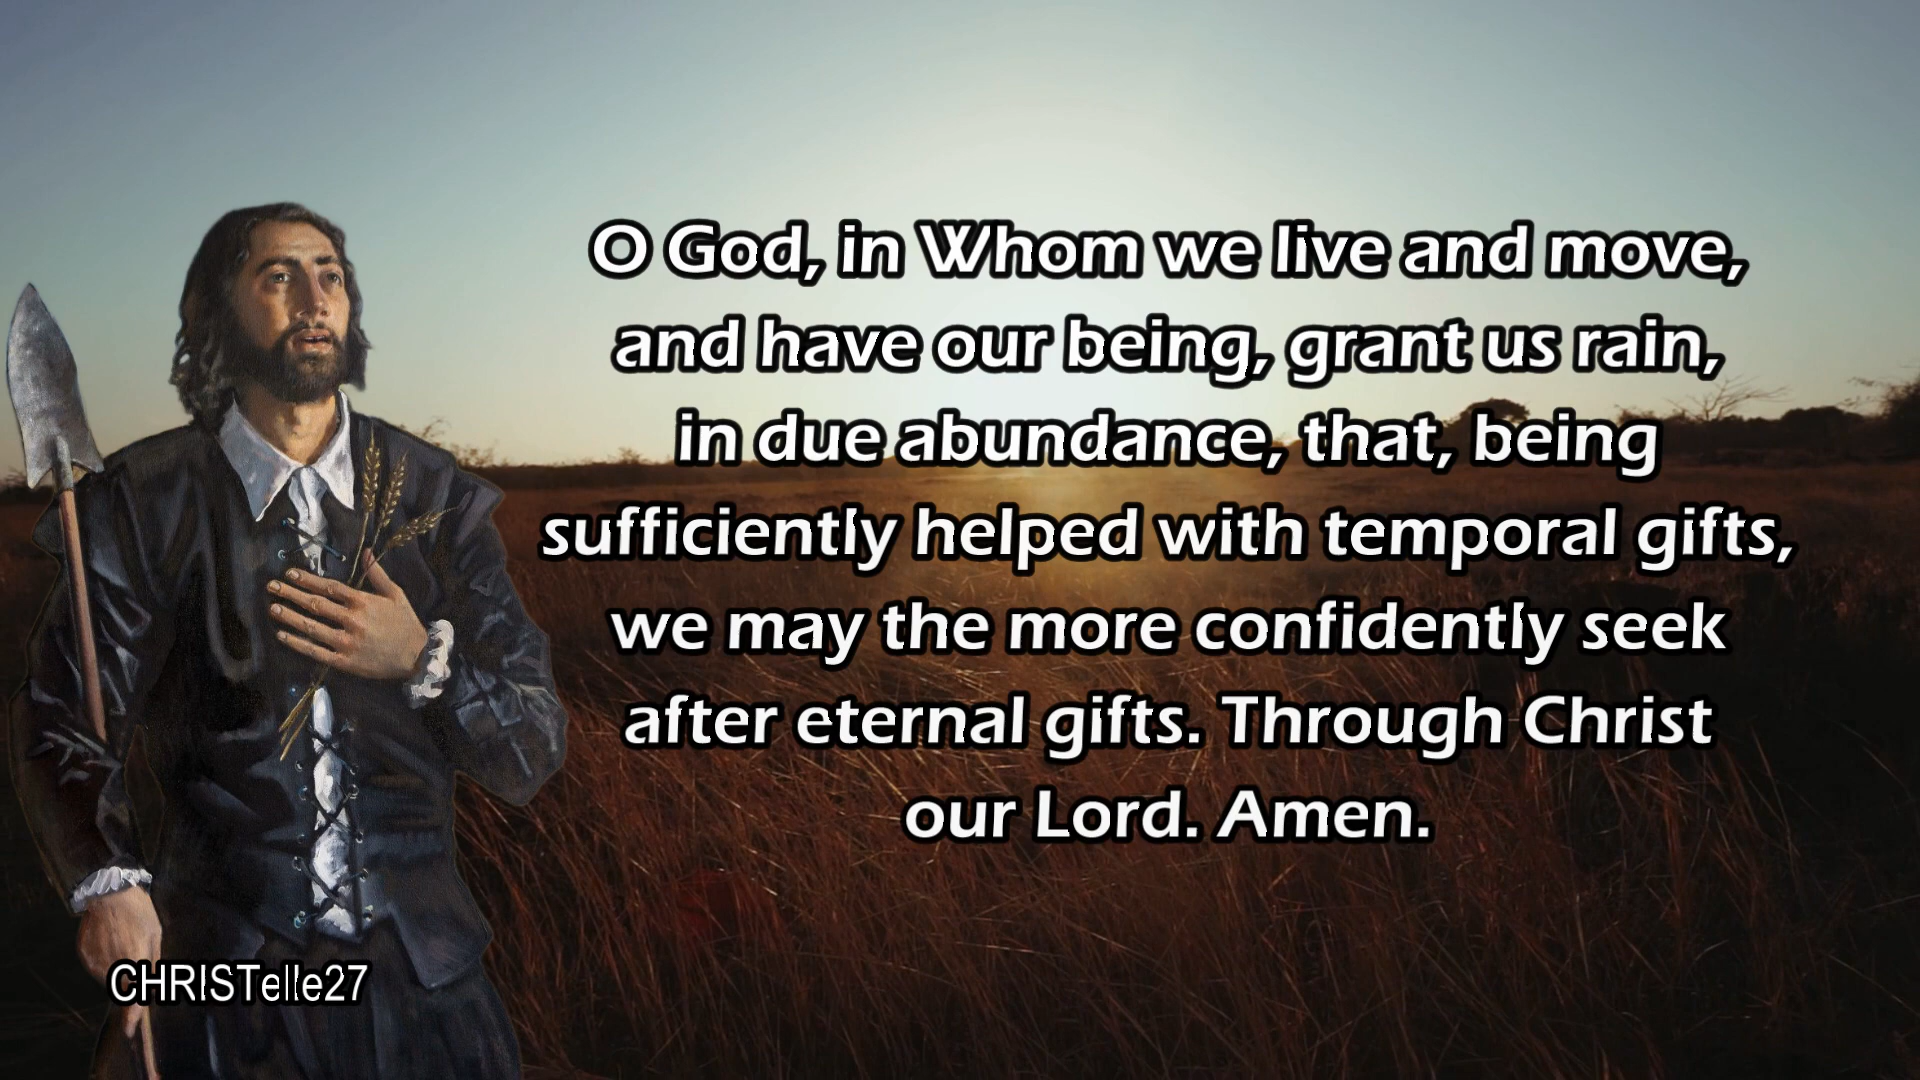 O God, in Whom we live and move,
and have our being, grant us rain,
in due abundance, that, being
sufficiently helped with temporal gifts,
we may the more confidently seek
after eternal gifts. Through Christ
our Lord. Amen.
CHRISTelle27